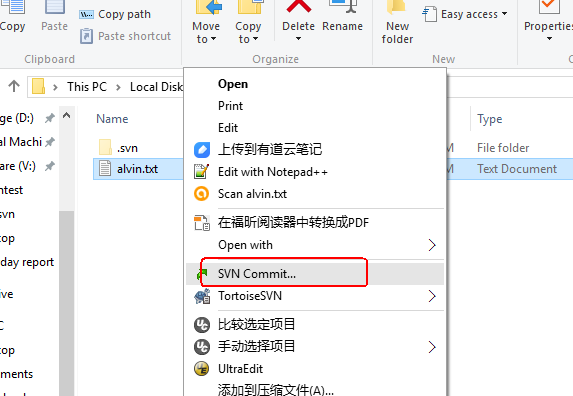 Copy
Paste
Copy path
Paste shortcut
Clipboard
Move to
Copy to
Delete
Rename
Organize
New folder
Easy access
New
Properties
This PC
Local Disk
Name
Type
.svn
File folder
alvin.txt
Text Document
ge (D:)
al Machi
are (V:)
ntest
svn
top
day report
ive
top
ments
Open
Print
Edit
上传到有道云笔记
Edit with Notepad++
Scan alvin.txt
在福昕阅读器中转换成PDF
Open with
SVN Commit...
TortoiseSVN
比较选定项目
手动选择项目
UltraEdit
添加到压缩文件(A)...